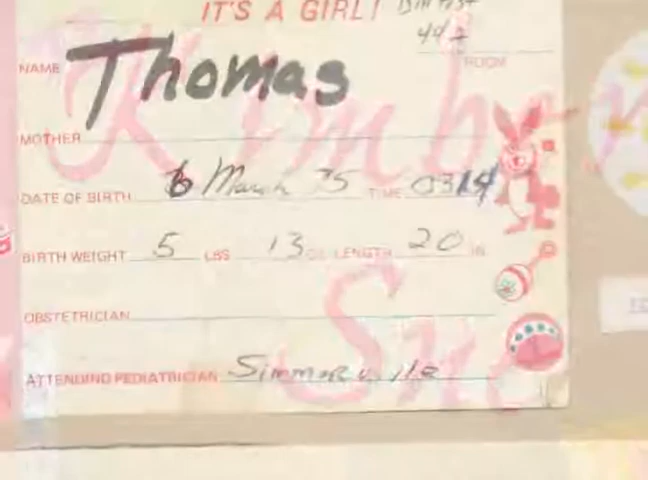 IT'S A GIRL!
44
ROOM
NAME Thomas
MOTHER
DATE OF BIRTH 6 March 75 TIME 0314
BIRTH WEIGHT 5 LBS 13 OZ. LENGTH 20 IN.
OBSTETRICIAN
ATTENDING PEDIATRICIAN